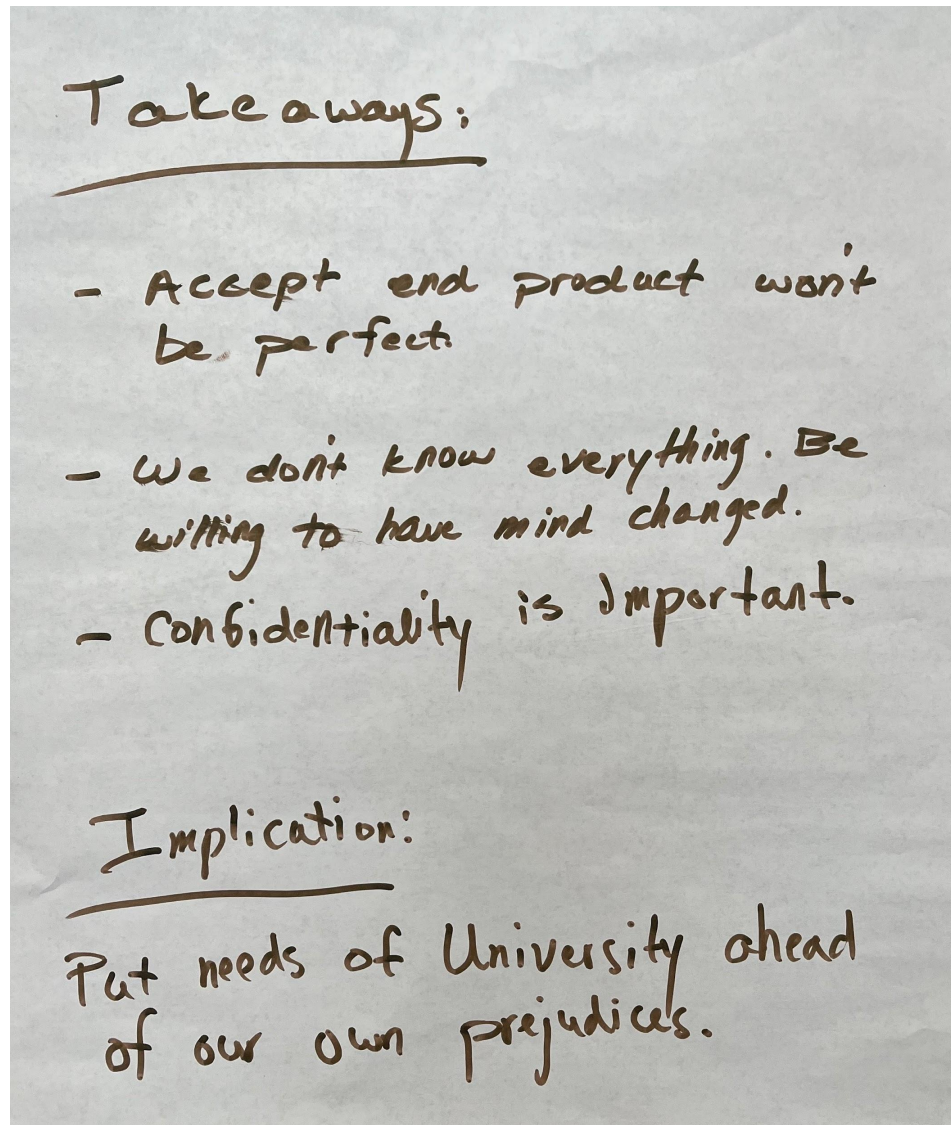 Takeaways:
- Accept end product won't
be perfect.
- We don't know everything. Be
willing to have mind changed.
- Confidentiality is Important.
Implication:
Put needs of University ahead
of our own prejudices.